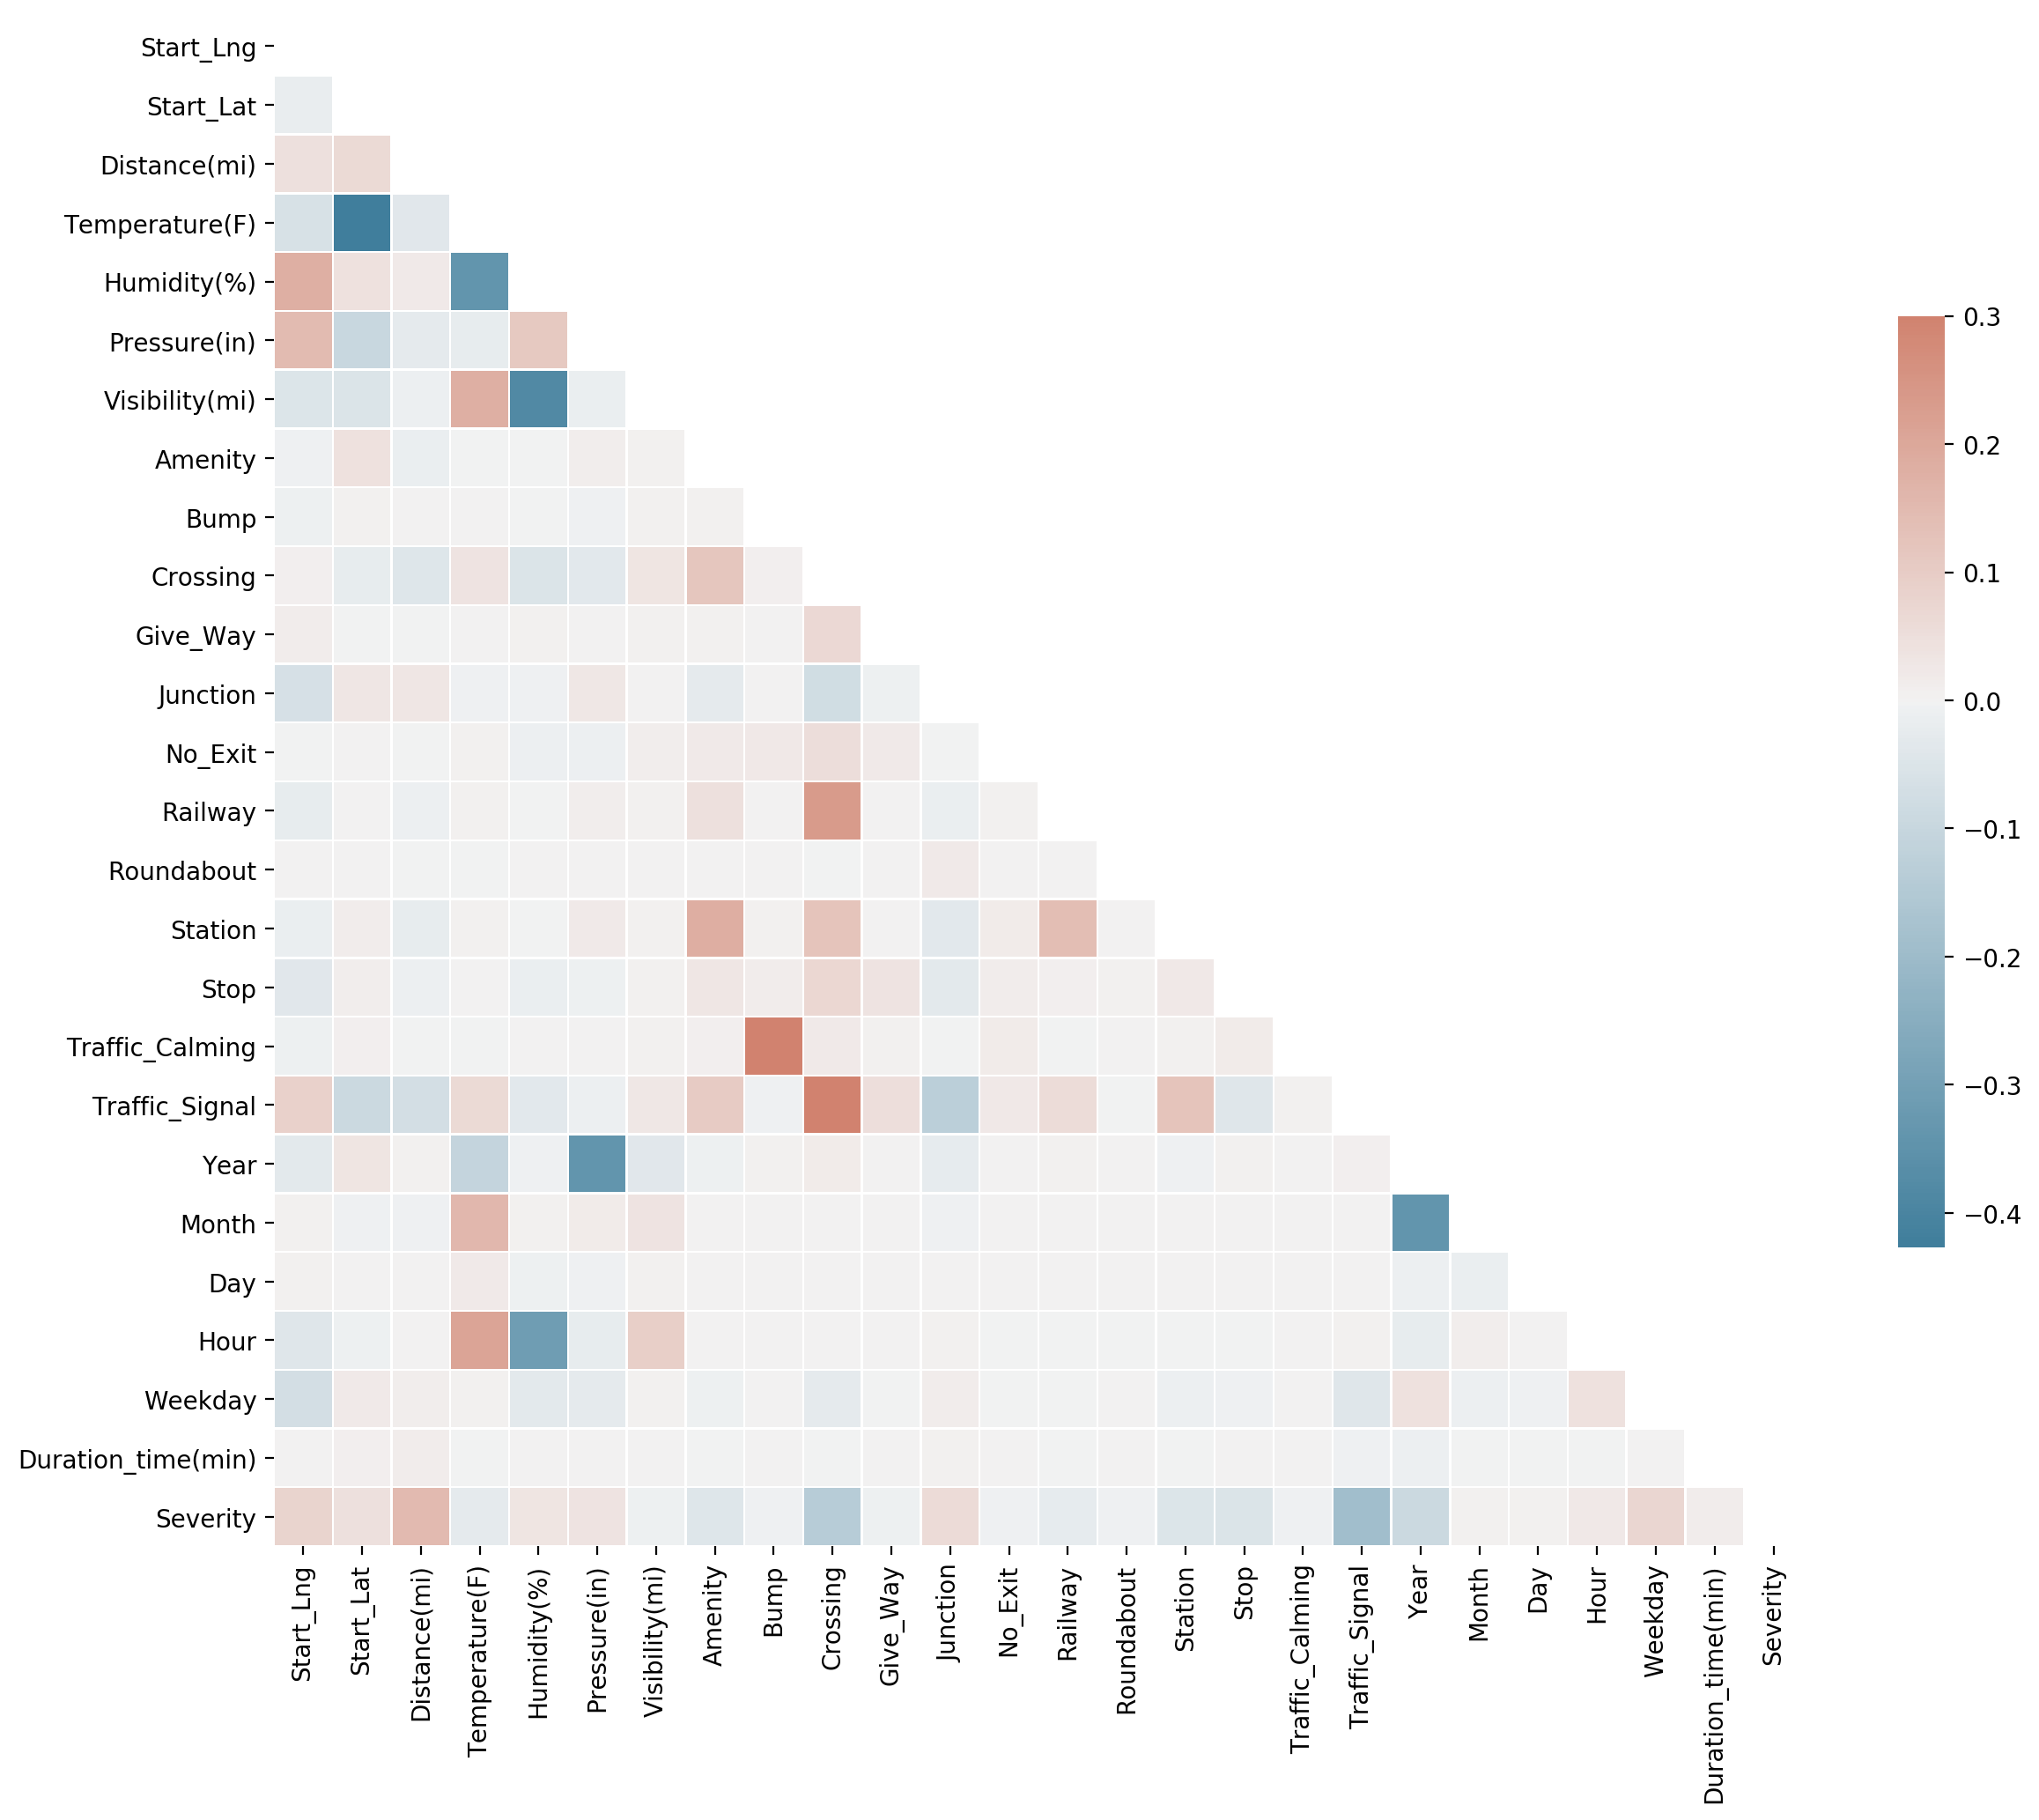 Start_Lng
Start_Lat
Distance(mi)
Temperature(F)
Humidity(%)
Pressure(in)
Visibility(mi)
Amenity
Bump
Crossing
Give_Way
Junction
No_Exit
Railway
Roundabout
Station
Stop
Traffic_Calming
Traffic_Signal
Year
Month
Day
Hour
Weekday
Duration_time(min)
Severity
Start_Lng
Start_Lat
Distance(mi)
Temperature(F)
Humidity(%)
Pressure(in)
Visibility(mi)
Amenity
Bump
Crossing
Give_Way
Junction
No_Exit
Railway
Roundabout
Station
Stop
Traffic_Calming
Traffic_Signal
Year
Month
Day
Hour
Weekday
Duration_time(min)
Severity
0.3
0.2
0.1
0.0
−0.1
−0.2
−0.3
−0.4